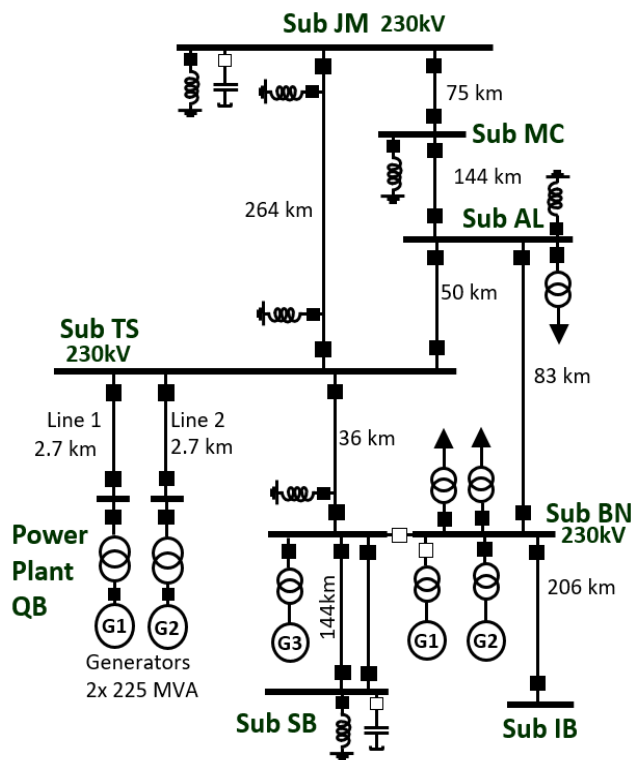 Sub JM 230kV
75 km
Sub MC
264 km
144 km
Sub AL
50 km
Sub TS
230kV
83 km
Line 1
2.7 km
Line 2
2.7 km
36 km
Sub BN
230kV
Power
Plant
QB
G1
G2
Generators
2x 225 MVA
G3
144km
G1
G2
206 km
Sub SB
Sub IB